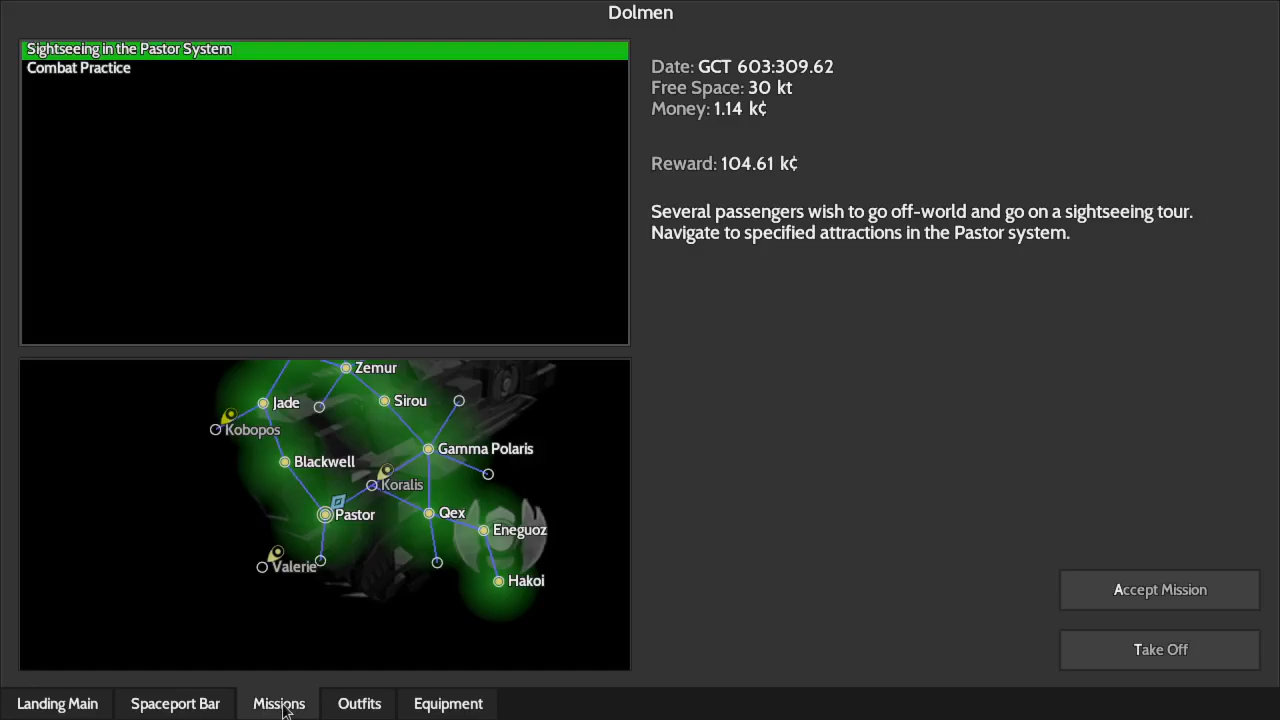 Dolmen
Sightseeing in the Pastor System
Combat Practice
Date: GCT 603:309.62
Free Space: 30 kt
Money: 1.14 k¢
Reward: 104.61 k¢
Several passengers wish to go off-world and go on a sightseeing tour.
Navigate to specified attractions in the Pastor system.
Zemur
Jade
Sirou
Kobopos
Gamma Polaris
Blackwell
Koralis
Pastor
Qex
Eneguoz
Valerie
Hakoi
Accept Mission
Take Off
Landing Main
Spaceport Bar
Missions
Outfits
Equipment